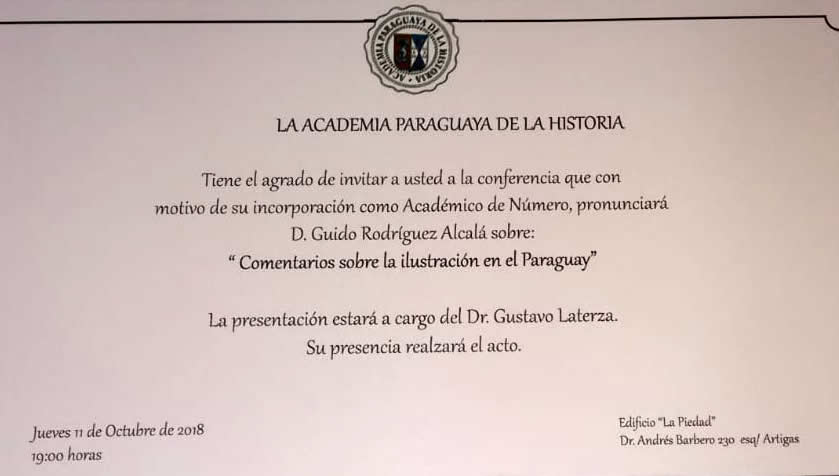 ACADEMIA PARAGUAYA DE LA HISTORIA
LA ACADEMIA PARAGUAYA DE LA HISTORIA
Tiene el agrado de invitar a usted a la conferencia que con
motivo de su incorporación como Académico de Número, pronunciará
D. Guido Rodríguez Alcalá sobre:
“ Comentarios sobre la ilustración en el Paraguay”
La presentación estará a cargo del Dr. Gustavo Laterza.
Su presencia realzará el acto.
Jueves 11 de Octubre de 2018
19:00 horas
Edificio “La Piedad”
Dr. Andrés Barbero 230 esq/ Artigas